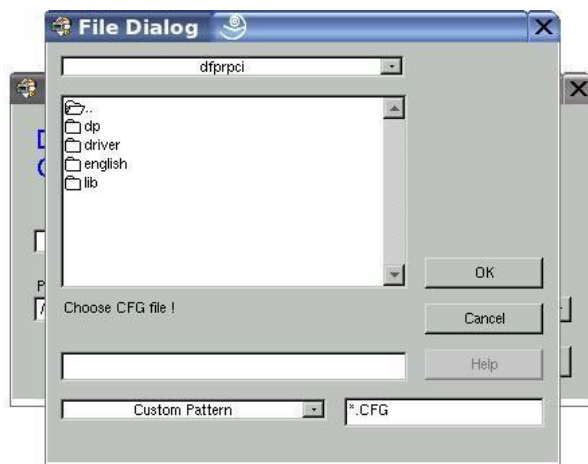 File Dialog
dfprpci
..
dp
driver
english
lib
OK
Choose CFG file !
Cancel
Help
Custom Pattern
*.CFG